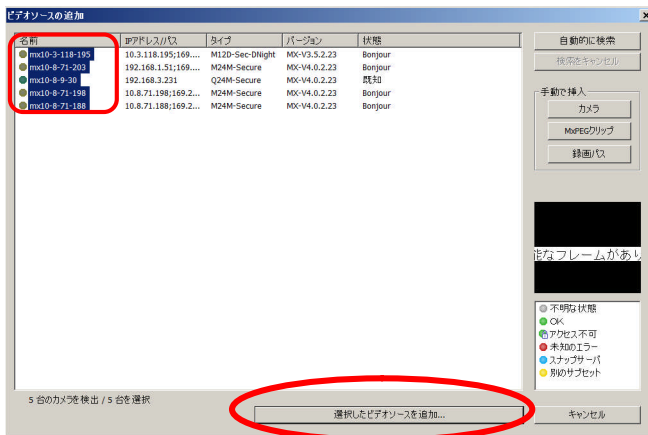 ビデオソースの追加
名前 IPアドレス/パス タイプ バージョン 状態
mx10-3-118-195 10.3.118.195;169.... M12D-Sec-DNight MX-V3.5.2.23 Bonjour
mx10-8-71-203 192.168.1.51;169.... M24M-Secure MX-V4.0.2.23 Bonjour
mx10-8-9-30 192.168.3.231 Q24M-Secure MX-V4.0.2.23 既知
mx10-8-71-198 10.8.71.198;169.2... M24M-Secure MX-V4.0.2.23 Bonjour
mx10-8-71-188 10.8.71.188;169.2... M24M-Secure MX-V4.0.2.23 Bonjour
自動的に検索
検索をキャンセル
手動で挿入
カメラ
MxPEGクリップ
録画パス
能なフレームがあり
不明な状態
OK
アクセス不可
未知のエラー
スナップサーバ
別のサブセット
5 台のカメラを検出 / 5 台を選択
選択したビデオソースを追加...
キャンセル